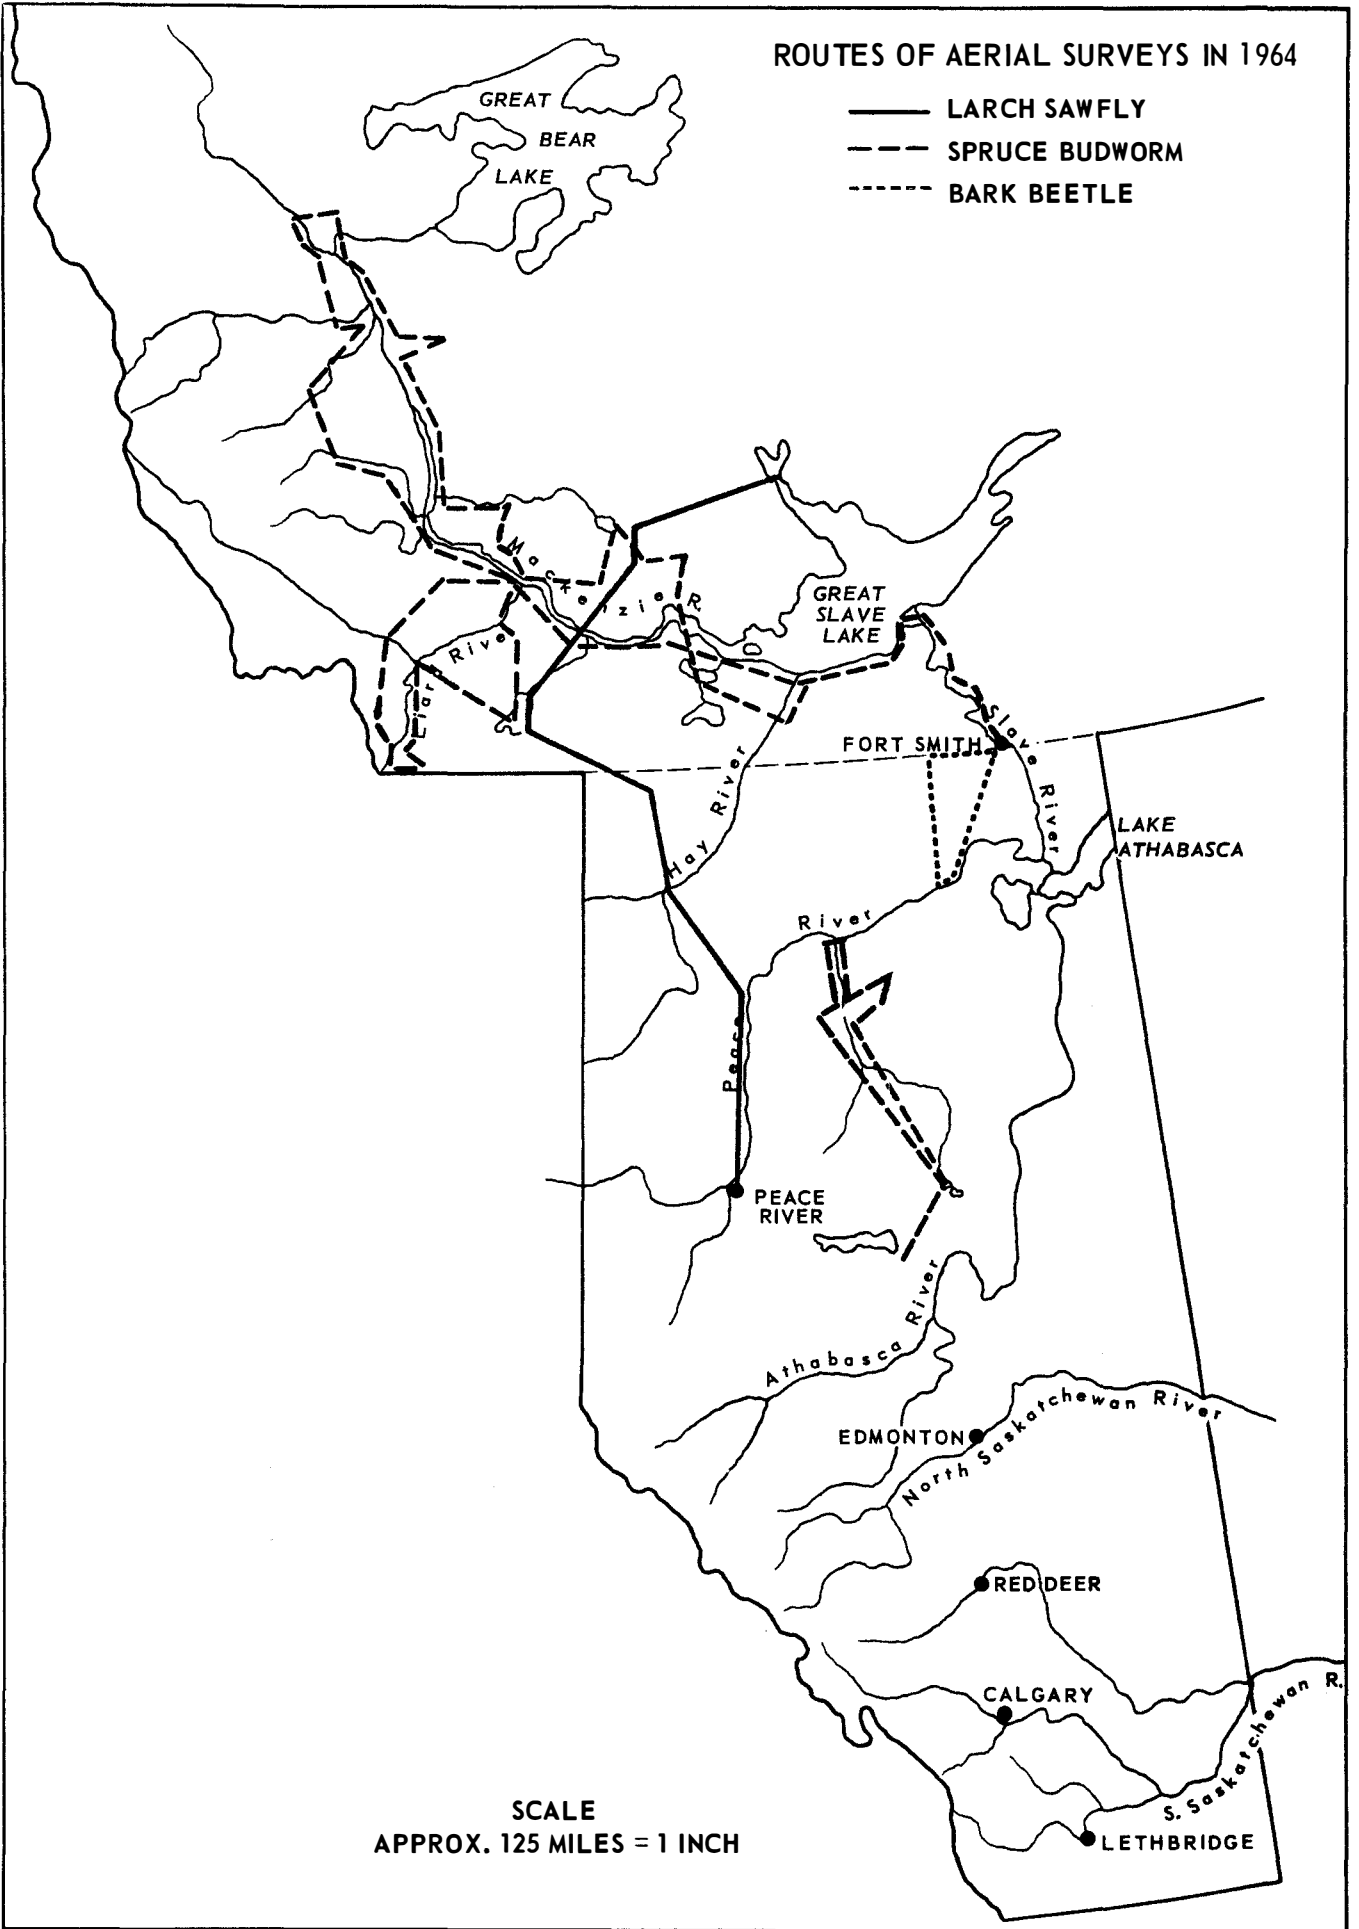 ROUTES OF AERIAL SURVEYS IN 1964
LARCH SAWFLY
SPRUCE BUDWORM
BARK BEETLE
GREAT
BEAR
LAKE
Mackenzie R.
GREAT
SLAVE
LAKE
Liard River
FORT SMITH
Slave River
Hay River
LAKE
ATHABASCA
Peace River
PEACE
RIVER
Athabasca River
EDMONTON
North Saskatchewan River
RED DEER
CALGARY
S. Saskatchewan R.
LETHBRIDGE
SCALE
APPROX. 125 MILES = 1 INCH